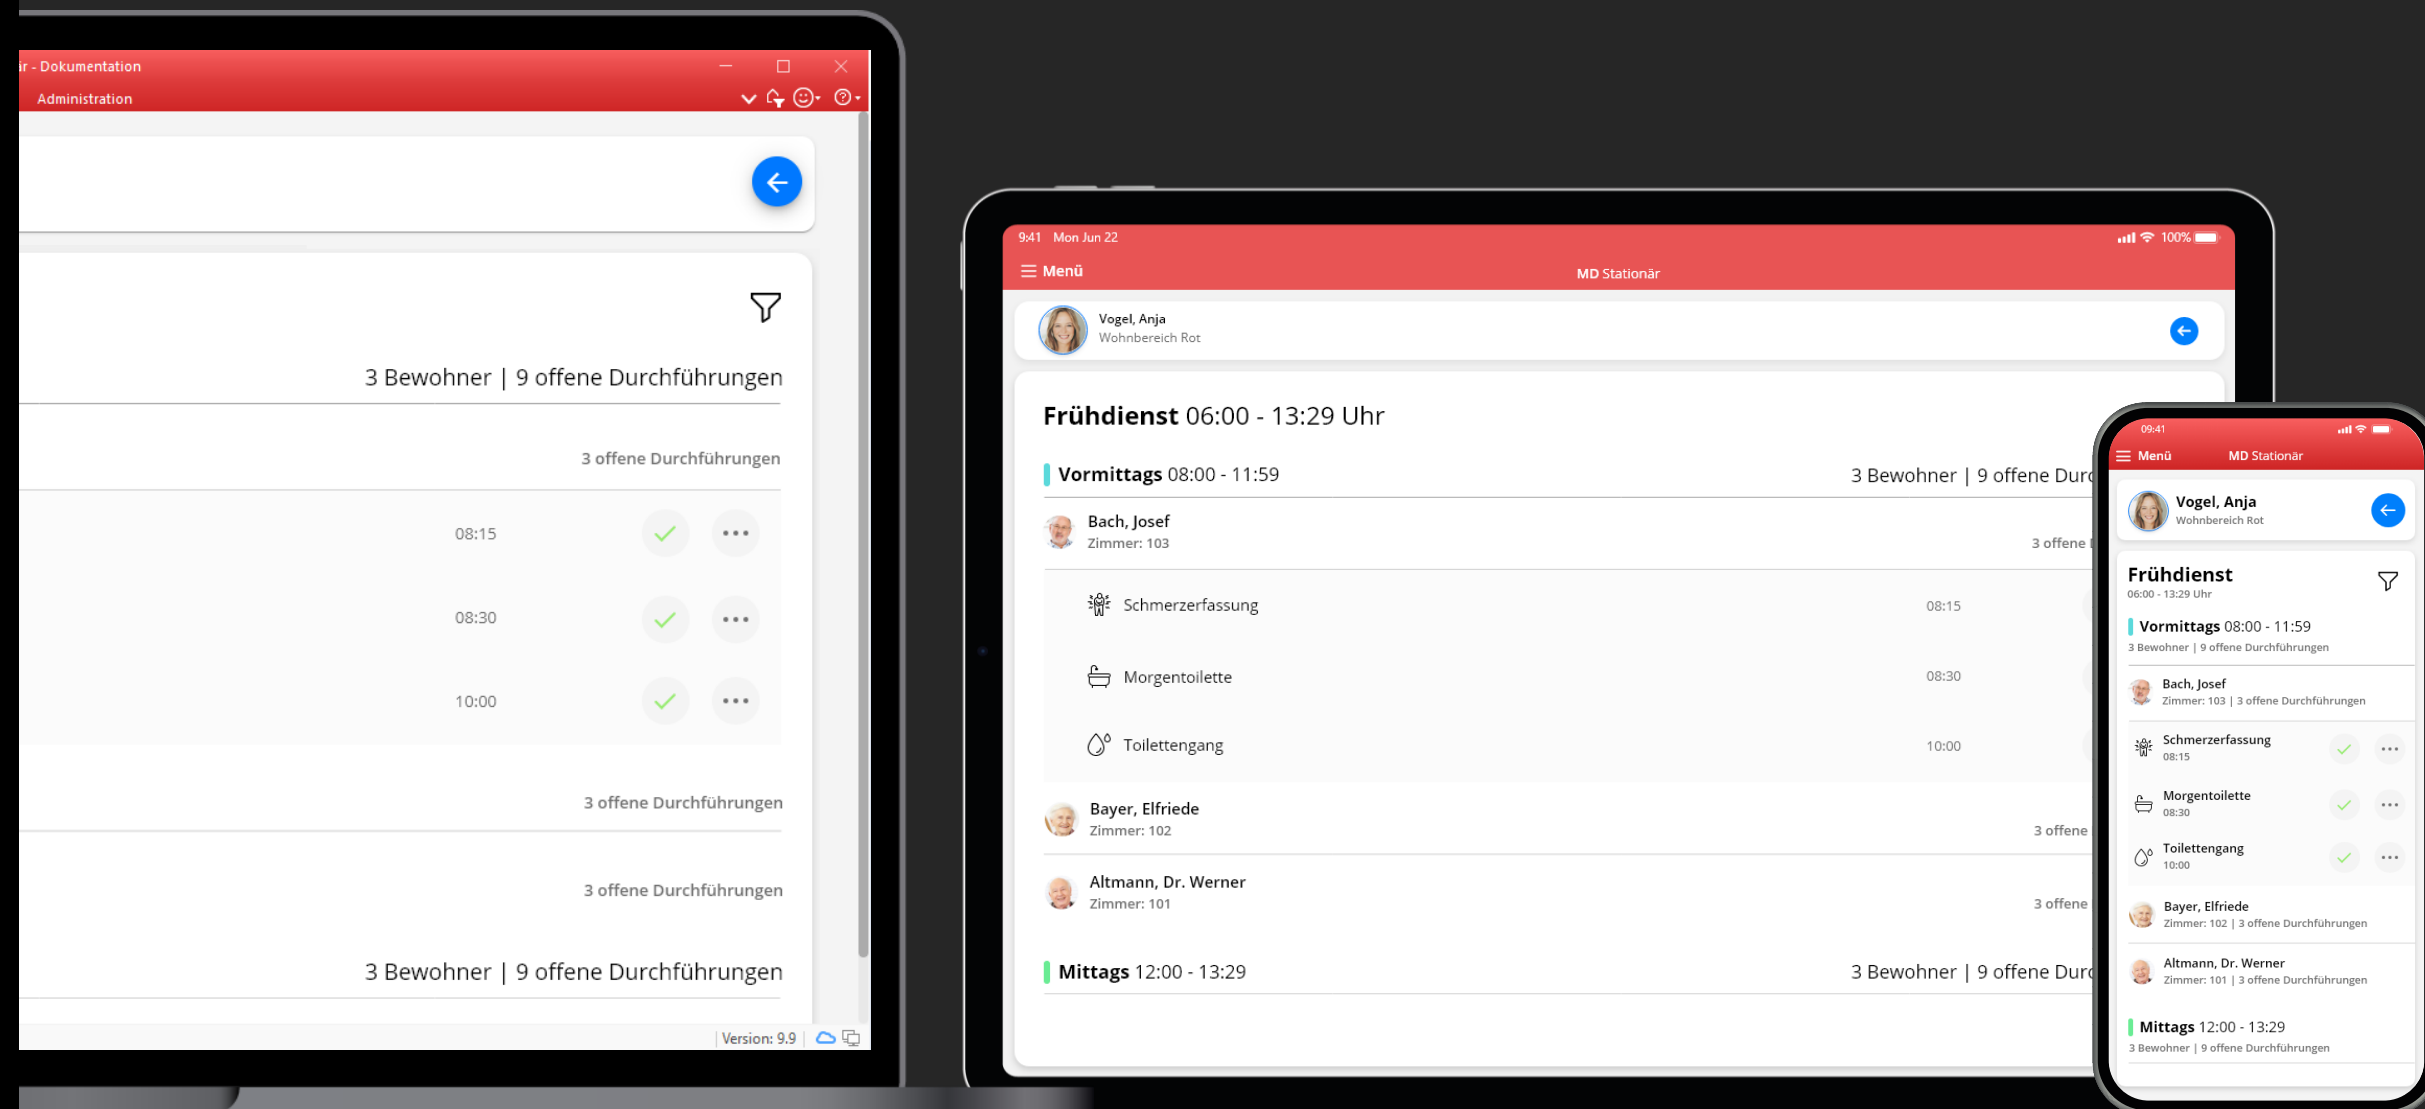 - Dokumentation
Administration
3 Bewohner | 9 offene Durchführungen
3 offene Durchführungen
08:15
08:30
10:00
3 offene Durchführungen
3 offene Durchführungen
3 Bewohner | 9 offene Durchführungen
Version: 9.9
9:41 Mon Jun 22 100%
Menü MD Stationär
Vogel, Anja
Wohnbereich Rot
Frühdienst 06:00 - 13:29 Uhr
Vormittags 08:00 - 11:59 3 Bewohner | 9 offene
Bach, Josef
Zimmer: 103 3 offene
Schmerzerfassung 08:15
Morgentoilette 08:30
Toilettengang 10:00
Bayer, Elfriede
Zimmer: 102 3 offene
Altmann, Dr. Werner
Zimmer: 101 3 offene
Mittags 12:00 - 13:29 3 Bewohner | 9 offene
09:41
Menü MD Stationär
Vogel, Anja
Wohnbereich Rot
Frühdienst
06:00 - 13:29 Uhr
Vormittags 08:00 - 11:59
3 Bewohner | 9 offene Durchführungen
Bach, Josef
Zimmer: 103 | 3 offene Durchführungen
Schmerzerfassung
08:15
Morgentoilette
08:30
Toilettengang
10:00
Bayer, Elfriede
Zimmer: 102 | 3 offene Durchführungen
Altmann, Dr. Werner
Zimmer: 101 | 3 offene Durchführungen
Mittags 12:00 - 13:29
3 Bewohner | 9 offene Durchführungen